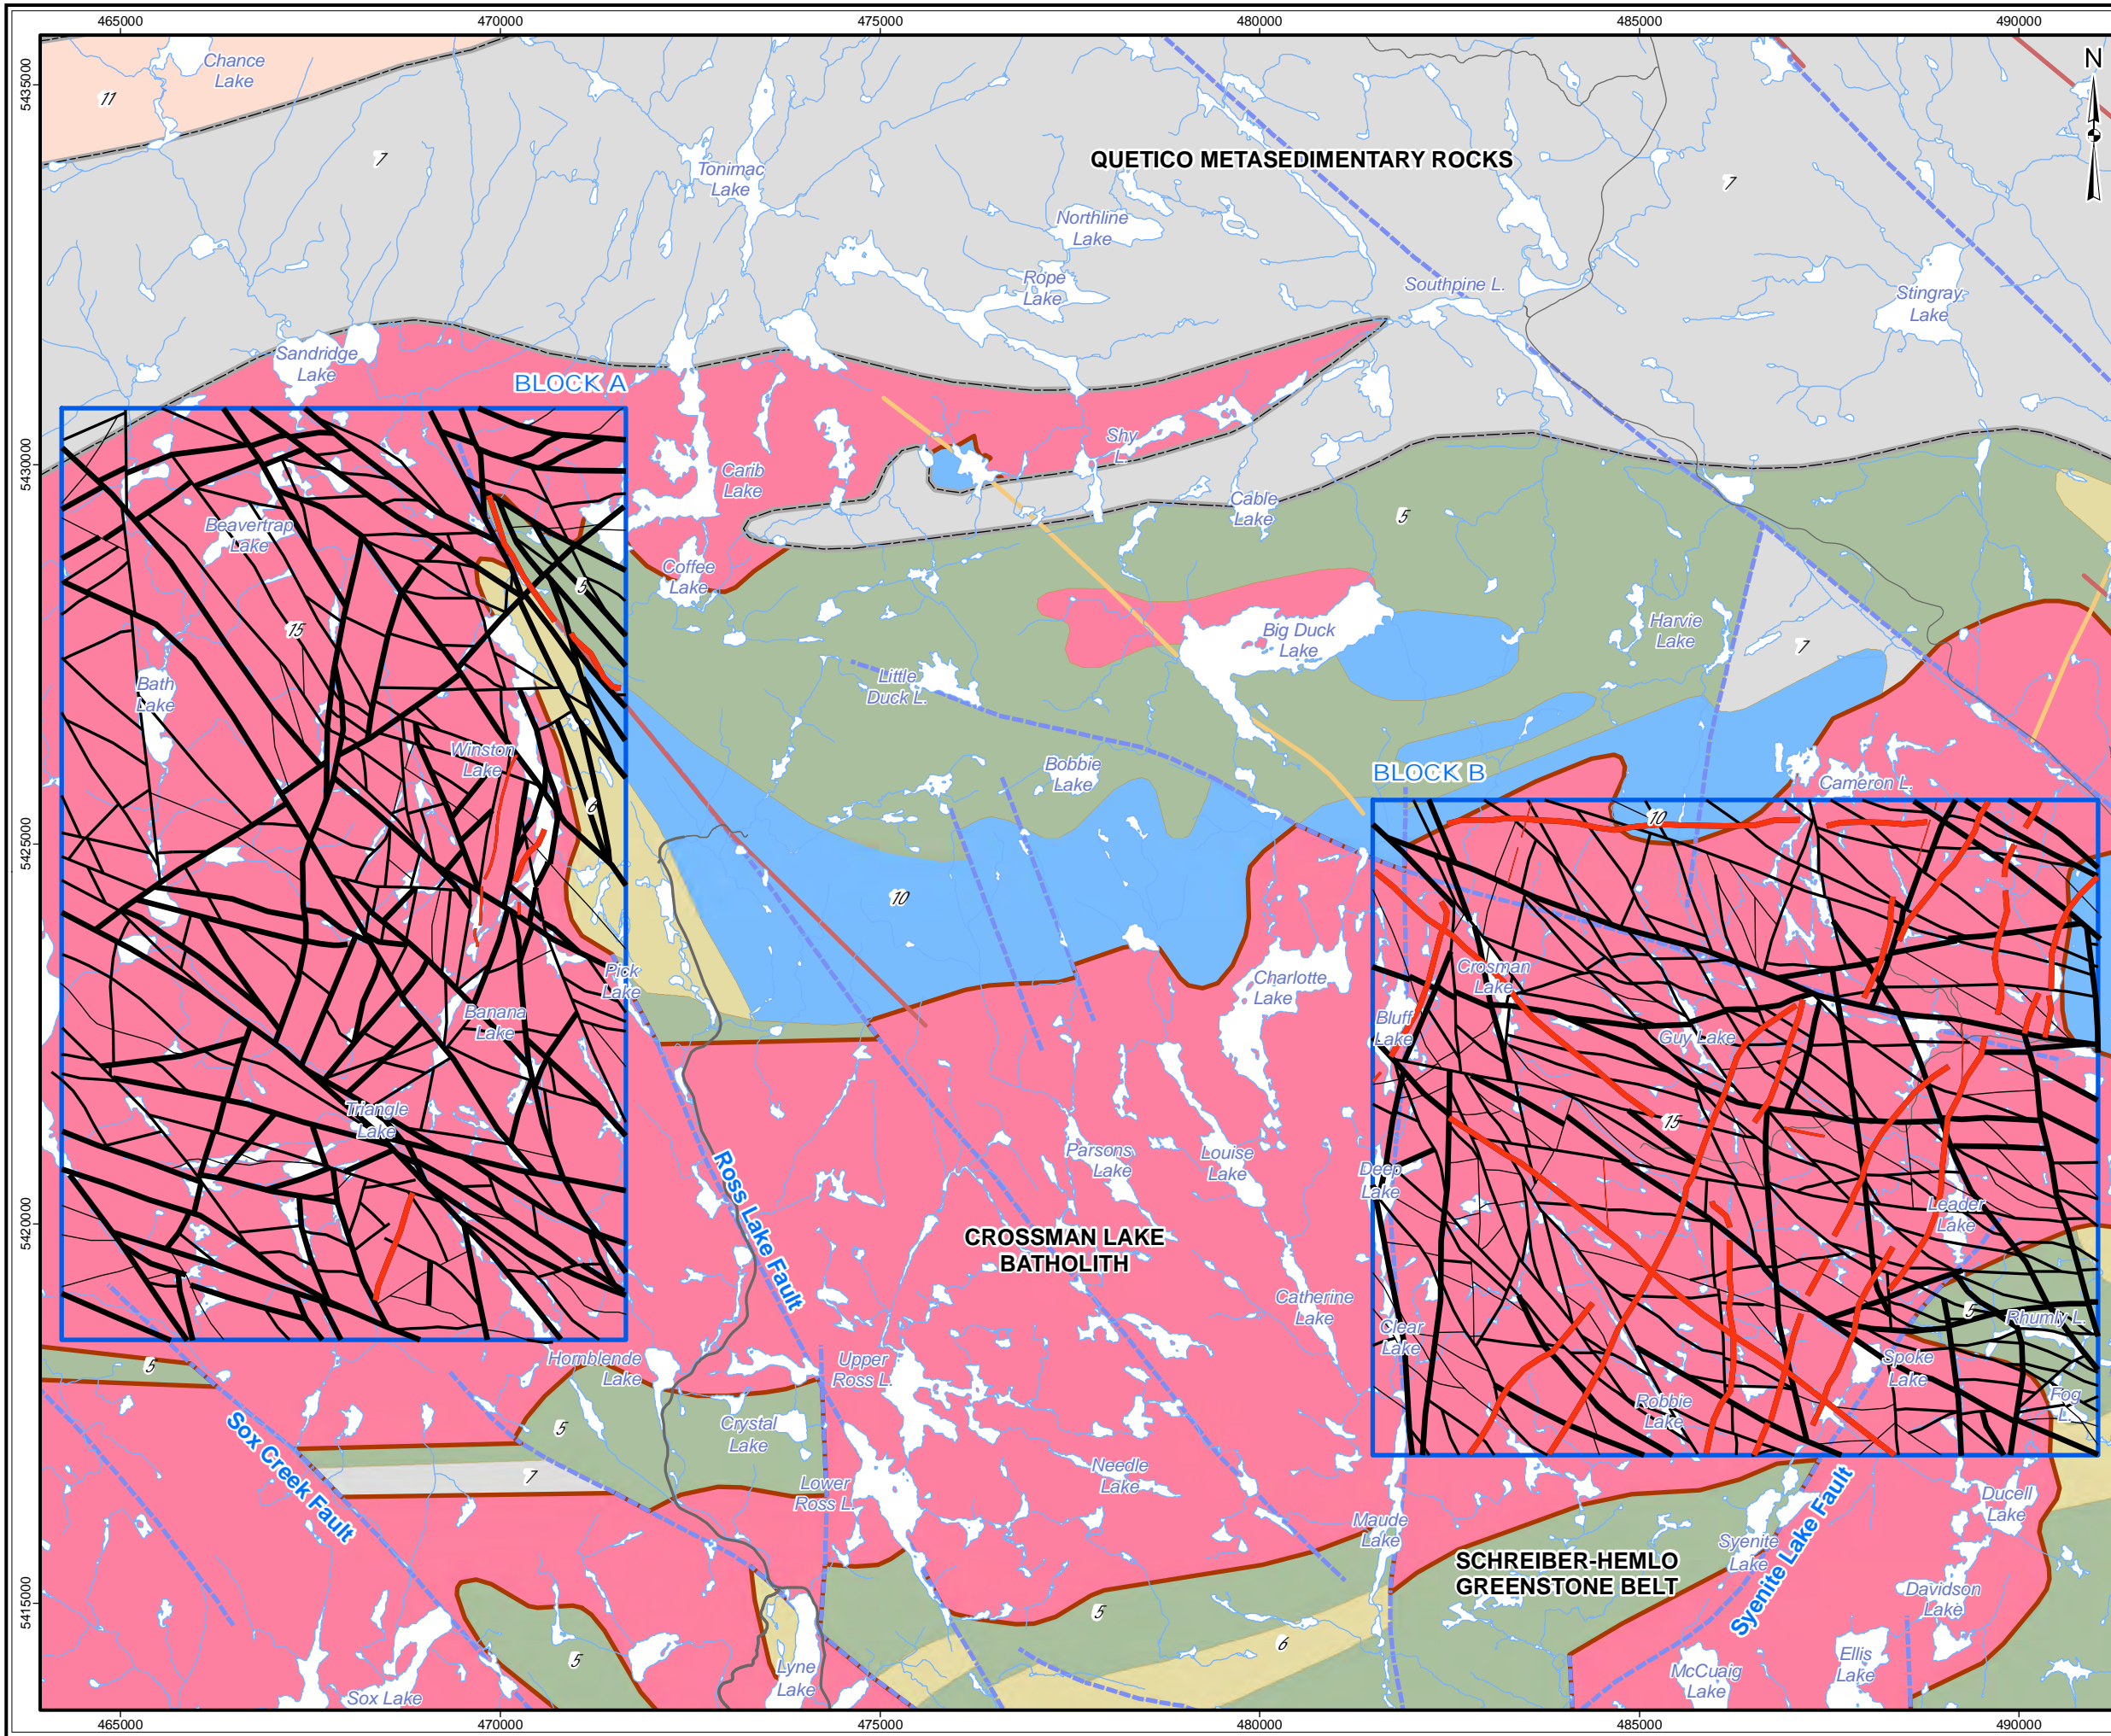 465000 470000 475000 480000 485000 490000
5435000
5430000
5425000
5420000
5415000
N
Chance
Lake
11
7
QUETICO METASEDIMENTARY ROCKS
7
Tonimac
Lake
Northline
Lake
Rope
Lake
Southpine L.
Stingray
Lake
Sandridge
Lake
BLOCK A
Shy
L.
Carib
Lake
Cable
Lake
5
Beavertrap
Lake
Coffee
Lake
5
15
Big Duck
Lake
Harvie
Lake
7
Bath
Lake
Little
Duck L.
Winston
Lake
Bobbie
Lake
BLOCK B
Cameron L.
6
10
10
Pick
Lake
Banana
Lake
Charlotte
Lake
Crosman
Lake
Bluff
Lake
Guy Lake
Triangle
Lake
15
Parsons
Lake
Louise
Lake
Deep
Lake
Leader
Lake
Ross Lake Fault
CROSSMAN LAKE
BATHOLITH
Catherine
Lake
Clear
Lake
5
Rhumly L.
5
Hornblende
Lake
Upper
Ross L.
Spoke
Lake
Fog
L.
Robbie
Lake
Sox Creek Fault
5
Crystal
Lake
7
Lower
Ross L.
Needle
Lake
Maude
Lake
Ducell
Lake
Syenite
Lake
Syenite Lake Fault
SCHREIBER-HEMLO
GREENSTONE BELT
Davidson
Lake
5
6
5
Lyne
Lake
Sox Lake
McCuaig
Lake
Ellis
Lake
465000 470000 475000 480000 485000 490000